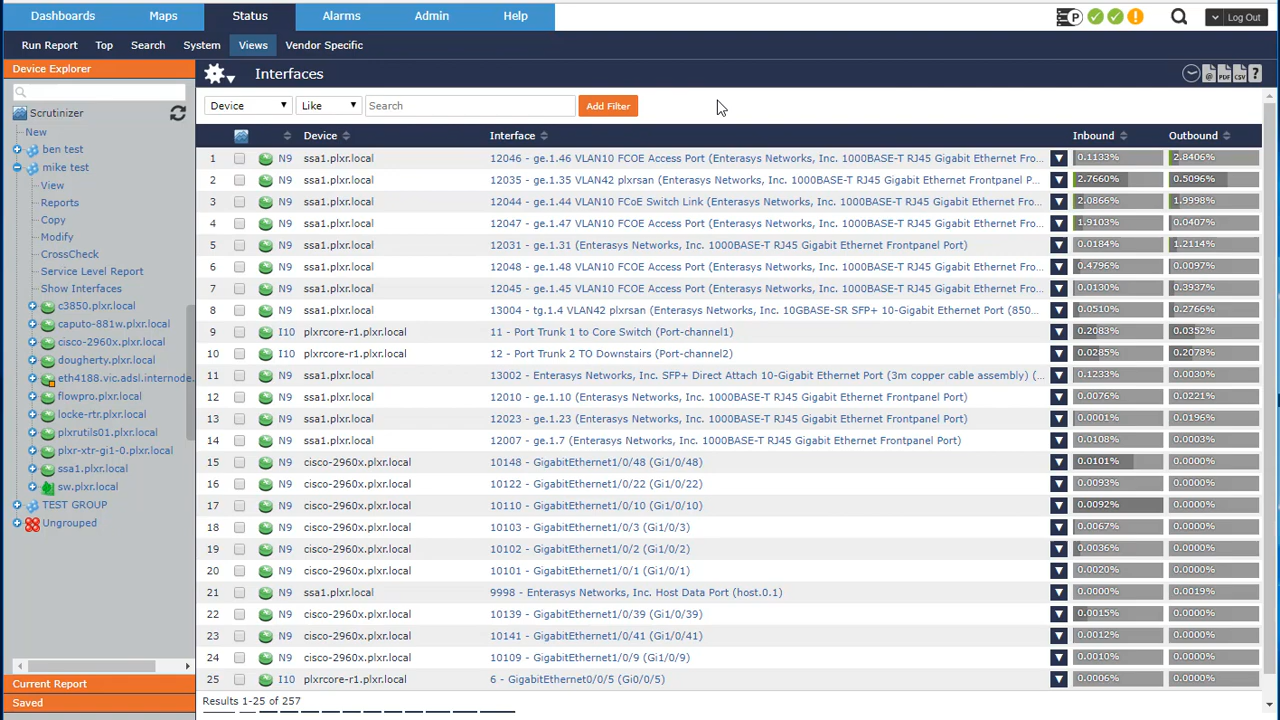 Dashboards Maps Status Alarms Admin Help P Log Out
Run Report Top Search System Views Vendor Specific
Device Explorer
Interfaces @ PDF CSV ?
Scrutinizer
New
ben test
mike test
View
Reports
Copy
Modify
CrossCheck
Service Level Report
Show Interfaces
c3850.plxr.local
caputo-881w.plxr.local
cisco-2960x.plxr.local
dougherty.plxr.local
eth4188.vic.adsl.internode.
flowpro.plxr.local
locke-rtr.plxr.local
plxrutils01.plxr.local
plxr-xtr-gi1-0.plxr.local
ssa1.plxr.local
sw.plxr.local
TEST GROUP
Ungrouped
Current Report
Saved
Device Like Search Add Filter
Device Interface Inbound Outbound
1 N9 ssa1.plxr.local 12046 - ge.1.46 VLAN10 FCOE Access Port (Enterasys Networks, Inc. 1000BASE-T RJ45 Gigabit Ethernet Fro... 0.1133% 2.8406%
2 N9 ssa1.plxr.local 12035 - ge.1.35 VLAN42 plxrsan (Enterasys Networks, Inc. 1000BASE-T RJ45 Gigabit Ethernet Frontpanel P... 2.7660% 0.5096%
3 N9 ssa1.plxr.local 12044 - ge.1.44 VLAN10 FCoE Switch Link (Enterasys Networks, Inc. 1000BASE-T RJ45 Gigabit Ethernet Fro... 2.0866% 1.9998%
4 N9 ssa1.plxr.local 12047 - ge.1.47 VLAN10 FCOE Access Port (Enterasys Networks, Inc. 1000BASE-T RJ45 Gigabit Ethernet Fro... 1.9103% 0.0407%
5 N9 ssa1.plxr.local 12031 - ge.1.31 (Enterasys Networks, Inc. 1000BASE-T RJ45 Gigabit Ethernet Frontpanel Port) 0.0184% 1.2114%
6 N9 ssa1.plxr.local 12048 - ge.1.48 VLAN10 FCOE Access Port (Enterasys Networks, Inc. 1000BASE-T RJ45 Gigabit Ethernet Fro... 0.4796% 0.0097%
7 N9 ssa1.plxr.local 12045 - ge.1.45 VLAN10 FCOE Access Port (Enterasys Networks, Inc. 1000BASE-T RJ45 Gigabit Ethernet Fro... 0.0130% 0.3937%
8 N9 ssa1.plxr.local 13004 - tg.1.4 VLAN42 plxrsan (Enterasys Networks, Inc. 10GBASE-SR SFP+ 10-Gigabit Ethernet Port (850... 0.0510% 0.2766%
9 I10 plxrcore-r1.plxr.local 11 - Port Trunk 1 to Core Switch (Port-channel1) 0.2083% 0.0352%
10 I10 plxrcore-r1.plxr.local 12 - Port Trunk 2 TO Downstairs (Port-channel2) 0.0285% 0.2078%
11 N9 ssa1.plxr.local 13002 - Enterasys Networks, Inc. SFP+ Direct Attach 10-Gigabit Ethernet Port (3m copper cable assembly) (... 0.1233% 0.0030%
12 N9 ssa1.plxr.local 12010 - ge.1.10 (Enterasys Networks, Inc. 1000BASE-T RJ45 Gigabit Ethernet Frontpanel Port) 0.0076% 0.0221%
13 N9 ssa1.plxr.local 12023 - ge.1.23 (Enterasys Networks, Inc. 1000BASE-T RJ45 Gigabit Ethernet Frontpanel Port) 0.0001% 0.0196%
14 N9 ssa1.plxr.local 12007 - ge.1.7 (Enterasys Networks, Inc. 1000BASE-T RJ45 Gigabit Ethernet Frontpanel Port) 0.0108% 0.0003%
15 N9 cisco-2960x.plxr.local 10148 - GigabitEthernet1/0/48 (Gi1/0/48) 0.0101% 0.0000%
16 N9 cisco-2960x.plxr.local 10122 - GigabitEthernet1/0/22 (Gi1/0/22) 0.0093% 0.0000%
17 N9 cisco-2960x.plxr.local 10110 - GigabitEthernet1/0/10 (Gi1/0/10) 0.0092% 0.0000%
18 N9 cisco-2960x.plxr.local 10103 - GigabitEthernet1/0/3 (Gi1/0/3) 0.0067% 0.0000%
19 N9 cisco-2960x.plxr.local 10102 - GigabitEthernet1/0/2 (Gi1/0/2) 0.0036% 0.0000%
20 N9 cisco-2960x.plxr.local 10101 - GigabitEthernet1/0/1 (Gi1/0/1) 0.0020% 0.0000%
21 N9 ssa1.plxr.local 9998 - Enterasys Networks, Inc. Host Data Port (host.0.1) 0.0000% 0.0019%
22 N9 cisco-2960x.plxr.local 10139 - GigabitEthernet1/0/39 (Gi1/0/39) 0.0015% 0.0000%
23 N9 cisco-2960x.plxr.local 10141 - GigabitEthernet1/0/41 (Gi1/0/41) 0.0012% 0.0000%
24 N9 cisco-2960x.plxr.local 10109 - GigabitEthernet1/0/9 (Gi1/0/9) 0.0010% 0.0000%
25 I10 plxrcore-r1.plxr.local 6 - GigabitEthernet0/0/5 (Gi0/0/5) 0.0006% 0.0000%
Results 1-25 of 257